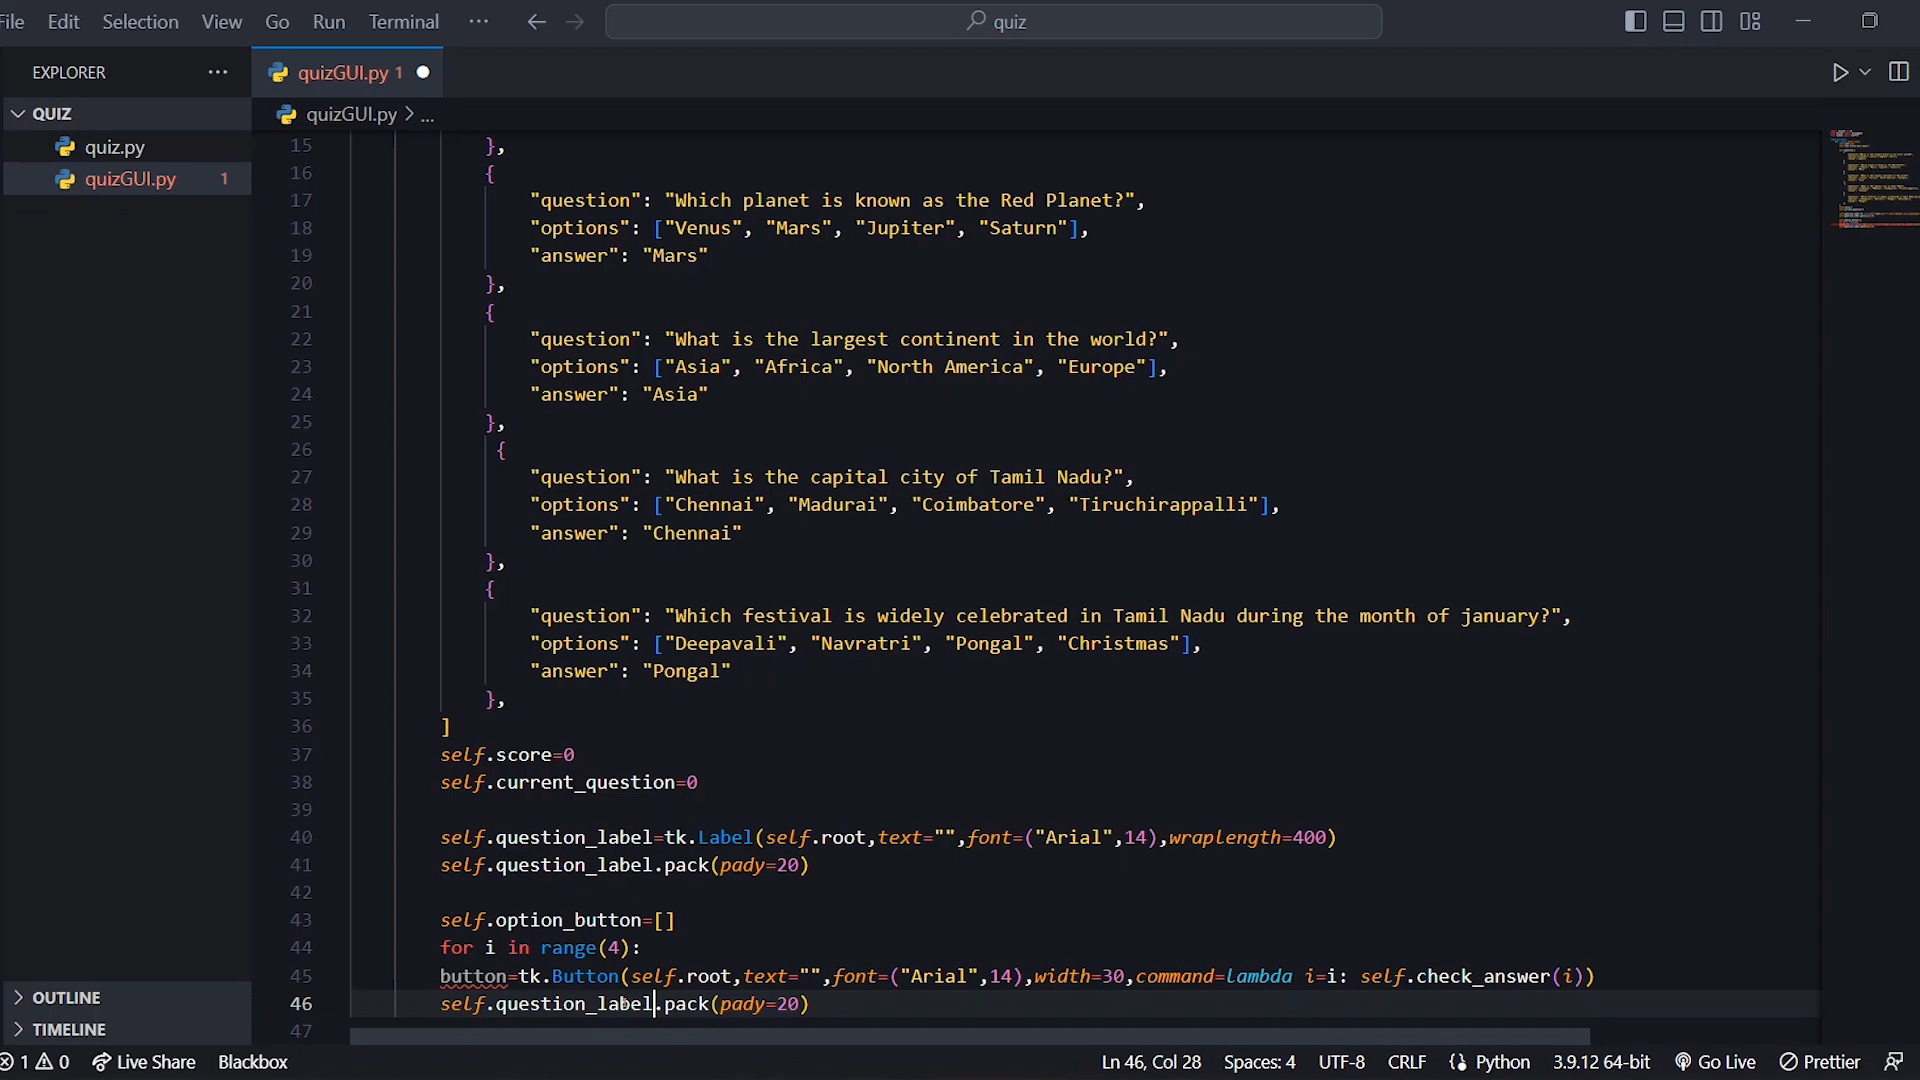 File Edit Selection View Go Run Terminal ··· quiz
EXPLORER ···
quizGUI.py 1
QUIZ
quizGUI.py > ...
quiz.py
quizGUI.py 1
15 },
16 {
17 "question": "Which planet is known as the Red Planet?",
18 "options": ["Venus", "Mars", "Jupiter", "Saturn"],
19 "answer": "Mars"
20 },
21 {
22 "question": "What is the largest continent in the world?",
23 "options": ["Asia", "Africa", "North America", "Europe"],
24 "answer": "Asia"
25 },
26 {
27 "question": "What is the capital city of Tamil Nadu?",
28 "options": ["Chennai", "Madurai", "Coimbatore", "Tiruchirappalli"],
29 "answer": "Chennai"
30 },
31 {
32 "question": "Which festival is widely celebrated in Tamil Nadu during the month of january?",
33 "options": ["Deepavali", "Navratri", "Pongal", "Christmas"],
34 "answer": "Pongal"
35 },
36 ]
37 self.score=0
38 self.current_question=0
39
40 self.question_label=tk.Label(self.root,text="",font=("Arial",14),wraplength=400)
41 self.question_label.pack(pady=20)
42
43 self.option_button=[]
44 for i in range(4):
45 button=tk.Button(self.root,text="",font=("Arial",14),width=30,command=lambda i=i: self.check_answer(i))
46 self.question_label.pack(pady=20)
47
OUTLINE
TIMELINE
1 0 Live Share Blackbox Ln 46, Col 28 Spaces: 4 UTF-8 CRLF Python 3.9.12 64-bit Go Live Prettier